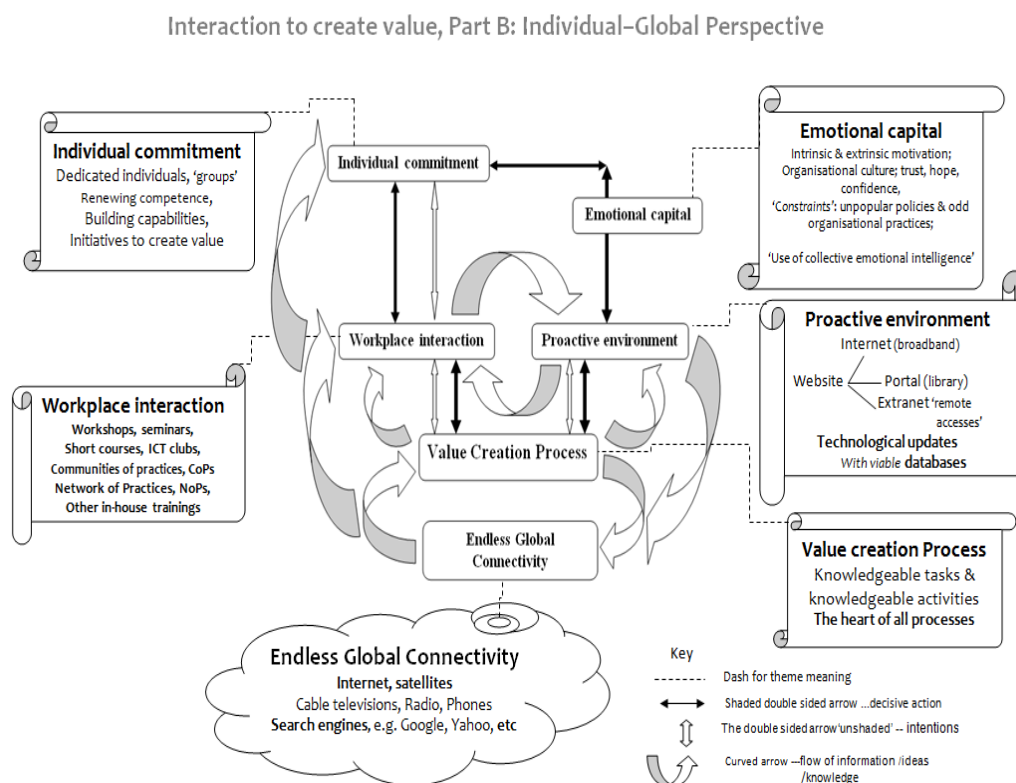 Interaction to create value, Part B: Individual–Global Perspective
Individual commitment
Dedicated individuals, ‘groups’
Renewing competence,
Building capabilities,
Initiatives to create value
Individual commitment
Emotional capital
Emotional capital
Intrinsic & extrinsic motivation;
Organisational culture; trust, hope,
confidence,
‘Constraints’: unpopular policies & odd
organisational practices;
‘Use of collective emotional intelligence’
Workplace interaction
Proactive environment
Proactive environment
Internet (broadband)
Website
Portal (library)
Extranet ‘remote
accesses’
Technological updates
With viable databases
Workplace interaction
Workshops, seminars,
Short courses, ICT clubs,
Communities of practices, CoPs
Network of Practices, NoPs,
Other in-house trainings
Value Creation Process
Endless Global
Connectivity
Value creation Process
Knowledgeable tasks &
knowledgeable activities
The heart of all processes
Endless Global Connectivity
Internet, satellites
Cable televisions, Radio, Phones
Search engines, e.g. Google, Yahoo, etc
Key
Dash for theme meaning
Shaded double sided arrow ...decisive action
The double sided arrow‘unshaded’ -- intentions
Curved arrow ---flow of information /ideas
/knowledge